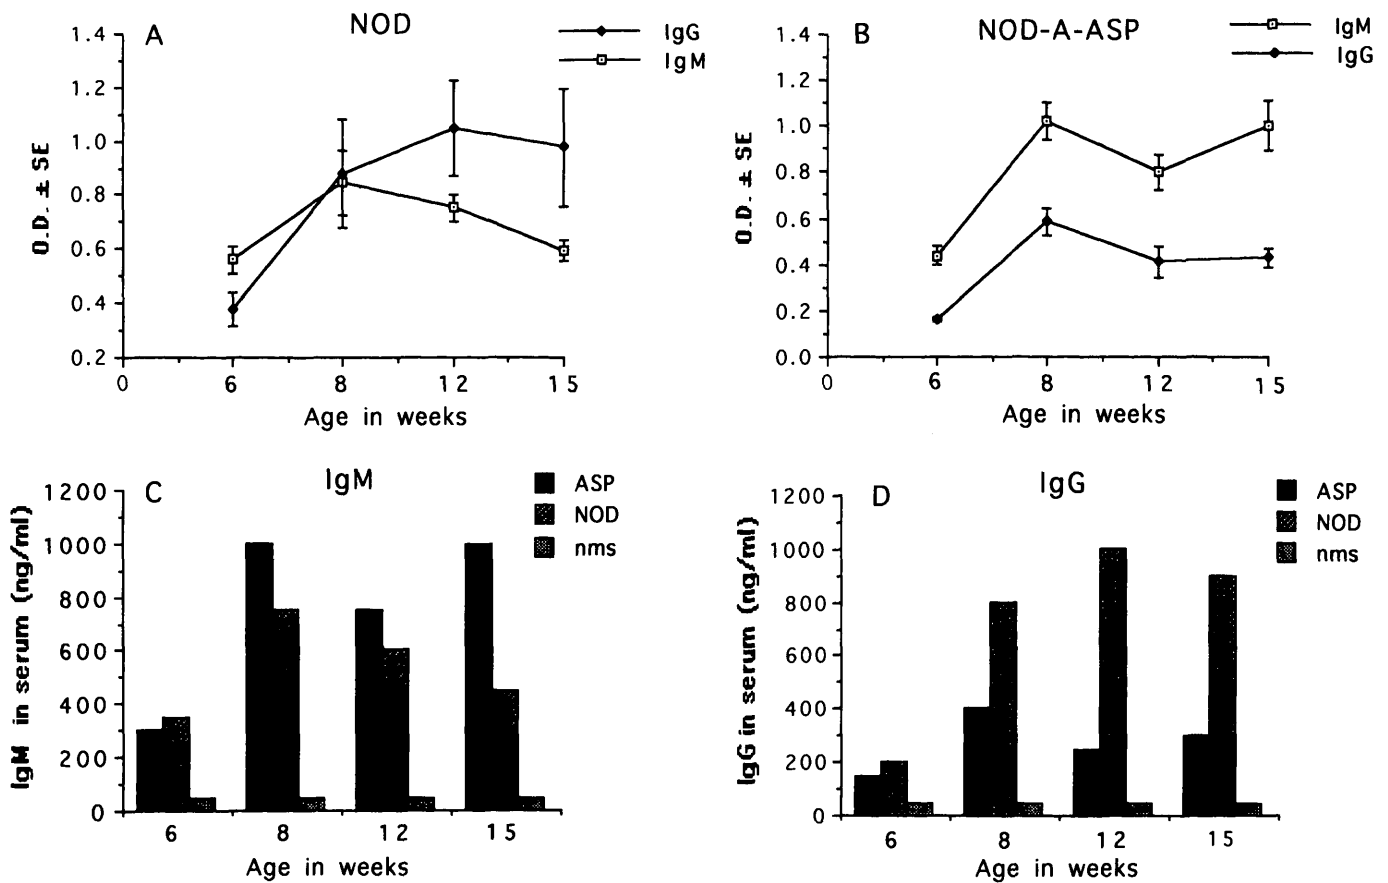 A
NOD
IgG
IgM
1.4
1.2
1.0
0.8
0.6
0.4
0.2
O.D. ± SE
0 6 8 12 15
Age in weeks
B
NOD-A-ASP
IgM
IgG
1.4
1.2
1.0
0.8
0.6
0.4
0.2
0.0
O.D. ± SE
0 6 8 12 15
Age in weeks
C
IgM
ASP
NOD
nms
1200
1000
800
600
400
200
0
IgM in serum (ng/ml)
6 8 12 15
Age in weeks
D
IgG
ASP
NOD
nms
1200
1000
800
600
400
200
0
IgG in serum (ng/ml)
6 8 12 15
Age in weeks